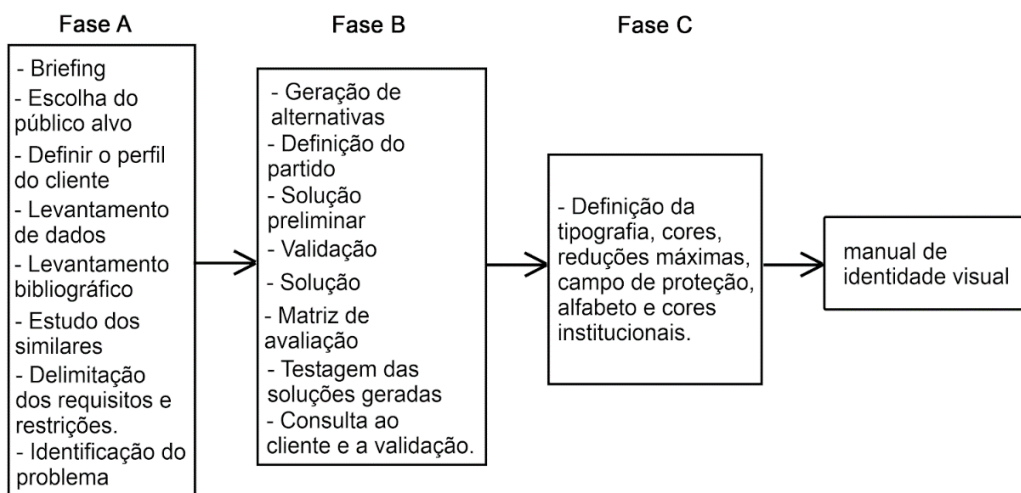 Fase A
- Briefing
- Escolha do
público alvo
- Definir o perfil
do cliente
- Levantamento
de dados
- Levantamento
bibliográfico
- Estudo dos
similares
- Delimitação
dos requisitos e
restrições.
- Identificação do
problema
Fase B
- Geração de
alternativas
- Definição do
partido
- Solução
preliminar
- Validação
- Solução
- Matriz de
avaliação
- Testagem das
soluções geradas
- Consulta ao
cliente e a validação.
Fase C
- Definição da
tipografia, cores,
reduções máximas,
campo de proteção,
alfabeto e cores
institucionais.
manual de
identidade visual